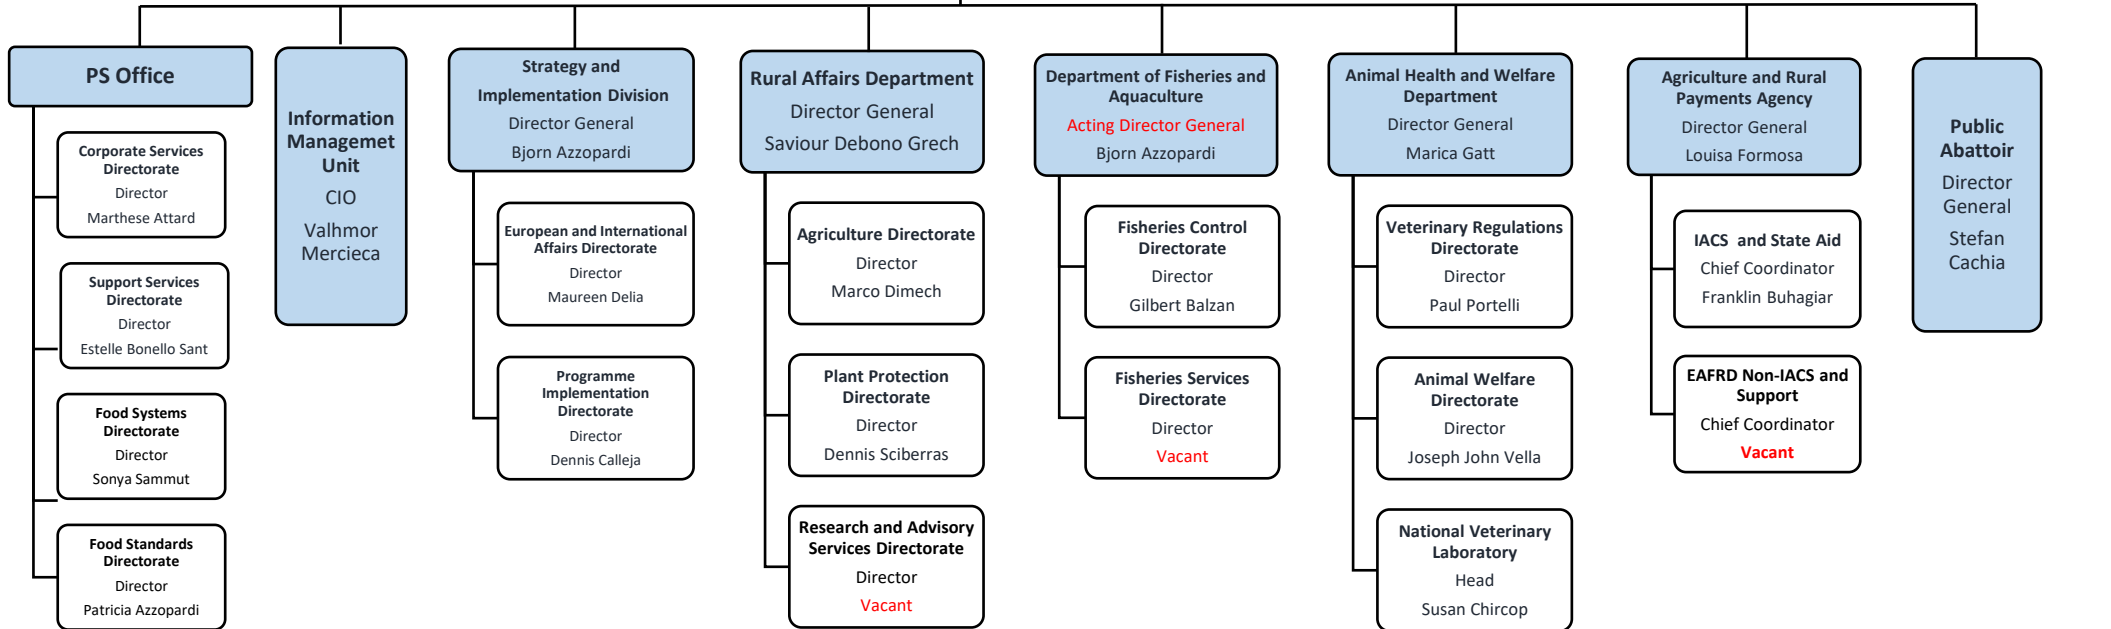 PS Office
Corporate Services
Directorate
Director
Marthese Attard
Support Services
Directorate
Director
Estelle Bonello Sant
Food Systems
Directorate
Director
Sonya Sammut
Food Standards
Directorate
Director
Patricia Azzopardi
Information
Managemet
Unit
CIO
Valhmor
Mercieca
Strategy and
Implementation Division
Director General
Bjorn Azzopardi
European and International
Affairs Directorate
Director
Maureen Delia
Programme
Implementation
Directorate
Director
Dennis Calleja
Rural Affairs Department
Director General
Saviour Debono Grech
Agriculture Directorate
Director
Marco Dimech
Plant Protection
Directorate
Director
Dennis Sciberras
Research and Advisory
Services Directorate
Director
Vacant
Department of Fisheries and
Aquaculture
Acting Director General
Bjorn Azzopardi
Fisheries Control
Directorate
Director
Gilbert Balzan
Fisheries Services
Directorate
Director
Vacant
Animal Health and Welfare
Department
Director General
Marica Gatt
Veterinary Regulations
Directorate
Director
Paul Portelli
Animal Welfare
Directorate
Director
Joseph John Vella
National Veterinary
Laboratory
Head
Susan Chircop
Agriculture and Rural
Payments Agency
Director General
Louisa Formosa
IACS and State Aid
Chief Coordinator
Franklin Buhagiar
EAFRD Non-IACS and
Support
Chief Coordinator
Vacant
Public
Abattoir
Director
General
Stefan
Cachia